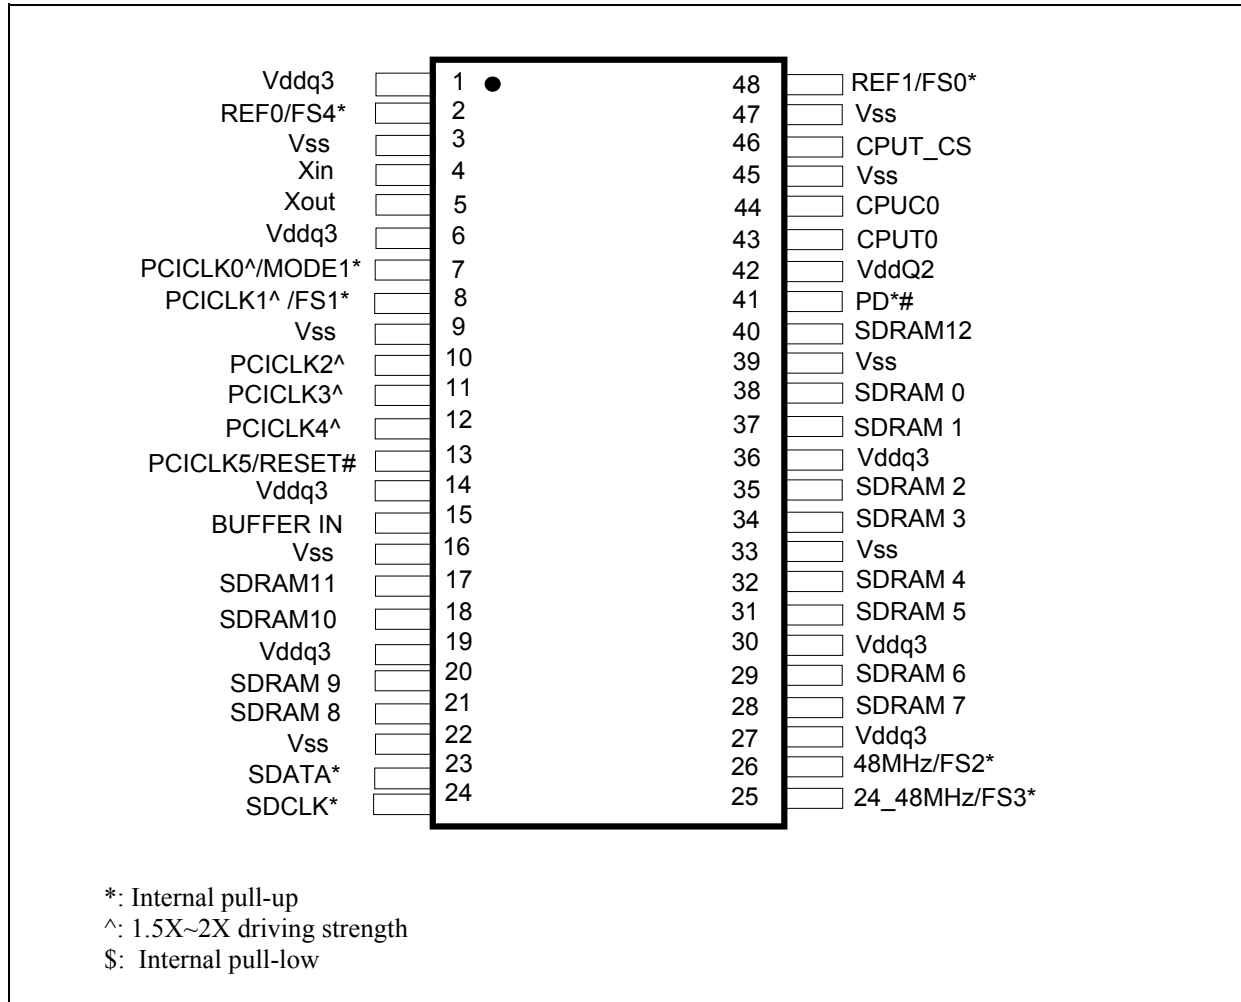 Vddq3 1 48 REF1/FS0*
REF0/FS4* 2 47 Vss
Vss 3 46 CPUT_CS
Xin 4 45 Vss
Xout 5 44 CPUC0
Vddq3 6 43 CPUT0
PCICLK0^/MODE1* 7 42 VddQ2
PCICLK1^ /FS1* 8 41 PD*#
Vss 9 40 SDRAM12
PCICLK2^ 10 39 Vss
PCICLK3^ 11 38 SDRAM 0
PCICLK4^ 12 37 SDRAM 1
PCICLK5/RESET# 13 36 Vddq3
Vddq3 14 35 SDRAM 2
BUFFER IN 15 34 SDRAM 3
Vss 16 33 Vss
SDRAM11 17 32 SDRAM 4
SDRAM10 18 31 SDRAM 5
Vddq3 19 30 Vddq3
SDRAM 9 20 29 SDRAM 6
SDRAM 8 21 28 SDRAM 7
Vss 22 27 Vddq3
SDATA* 23 26 48MHz/FS2*
SDCLK* 24 25 24_48MHz/FS3*
*: Internal pull-up
^: 1.5X~2X driving strength
$: Internal pull-low